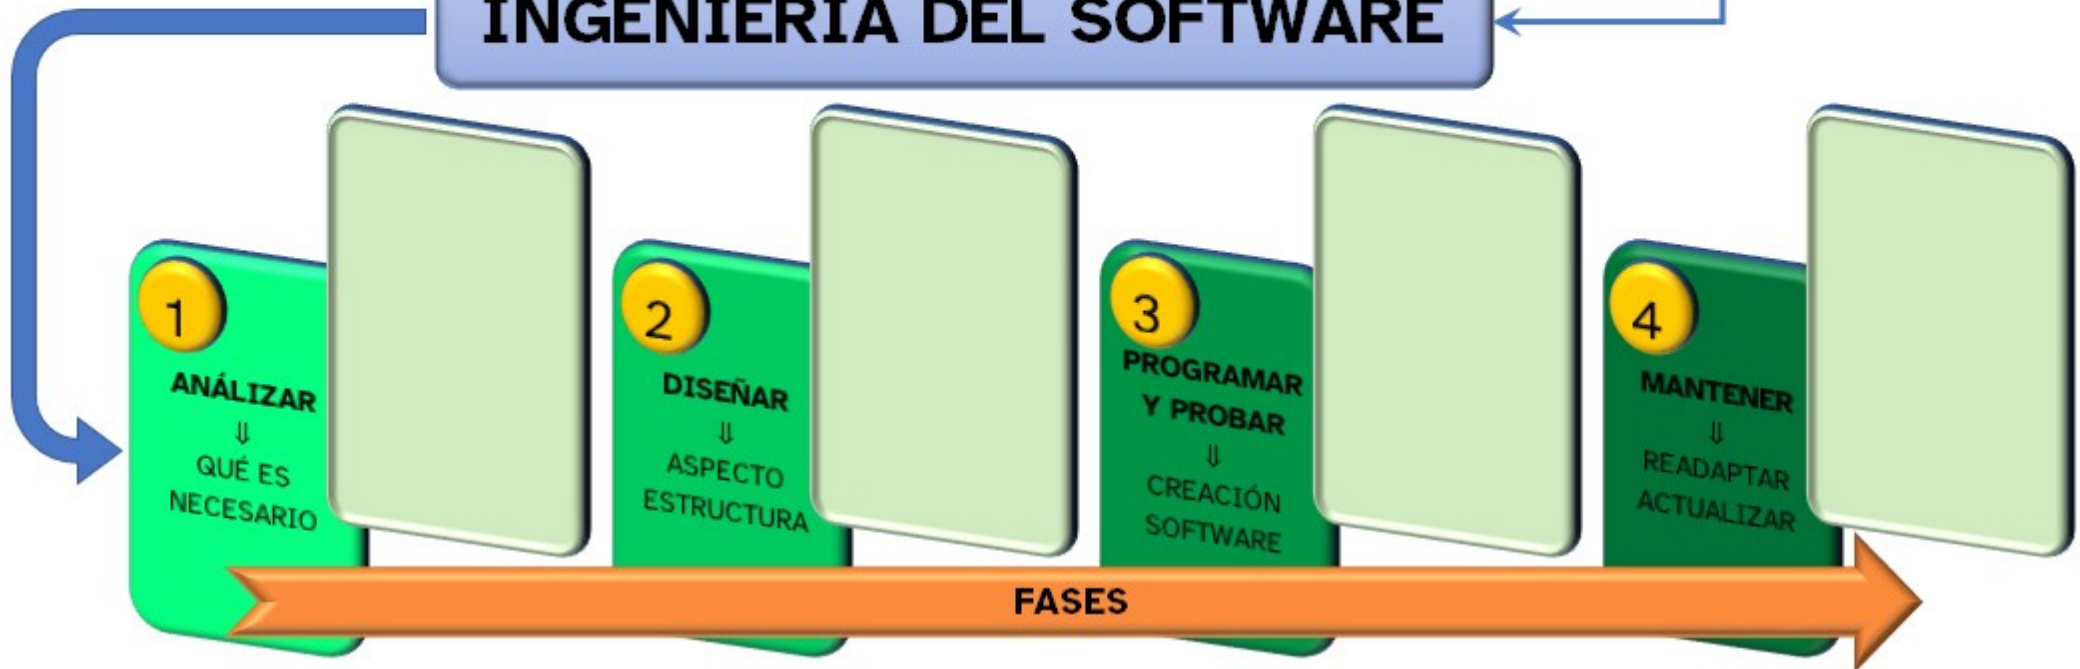 INGENIERÍA DEL SOFTWARE
1
ANÁLIZAR
⇓
QUÉ ES
NECESARIO
2
DISEÑAR
⇓
ASPECTO
ESTRUCTURA
3
PROGRAMAR
Y PROBAR
⇓
CREACIÓN
SOFTWARE
4
MANTENER
⇓
READAPTAR
ACTUALIZAR
FASES